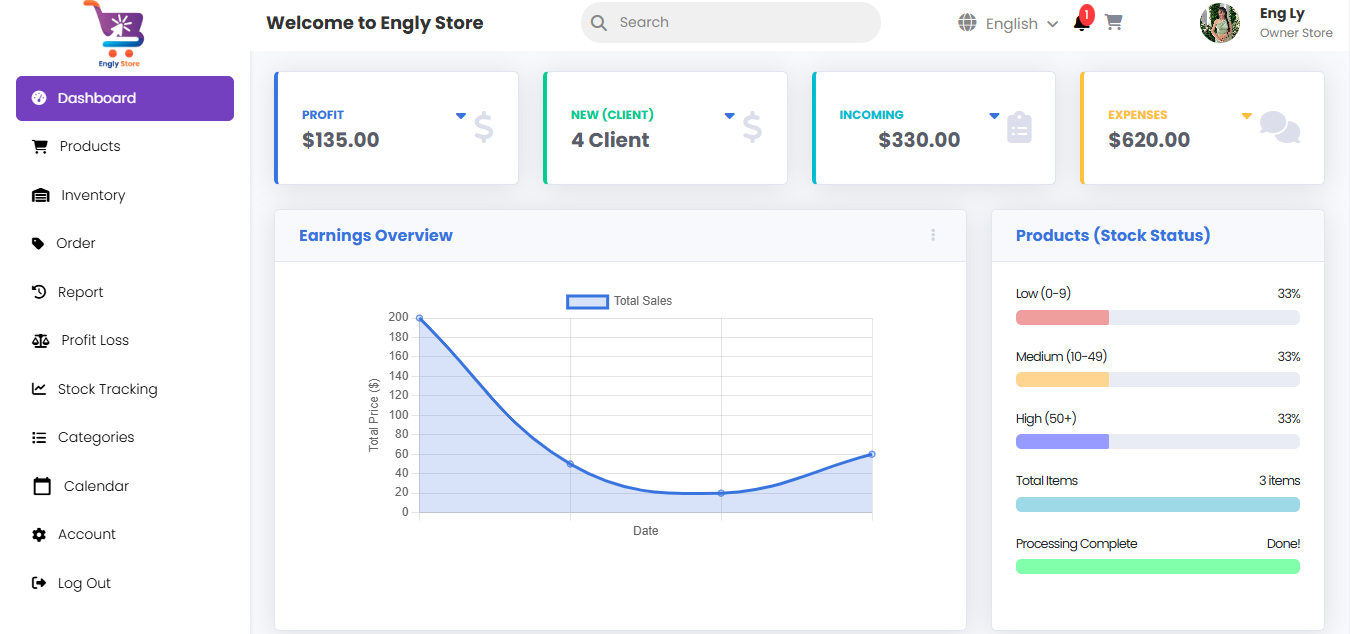 Engly Store
Welcome to Engly Store
Search
English
1
Eng Ly
Owner Store
Dashboard
Products
Inventory
Order
Report
Profit Loss
Stock Tracking
Categories
Calendar
Account
Log Out
PROFIT
$135.00
NEW (CLIENT)
4 Client
INCOMING
$330.00
EXPENSES
$620.00
Earnings Overview
Total Sales
Total Price ($)
200
180
160
140
120
100
80
60
40
20
0
Date
Products (Stock Status)
Low (0-9) 33%
Medium (10-49) 33%
High (50+) 33%
Total Items 3 items
Processing Complete Done!